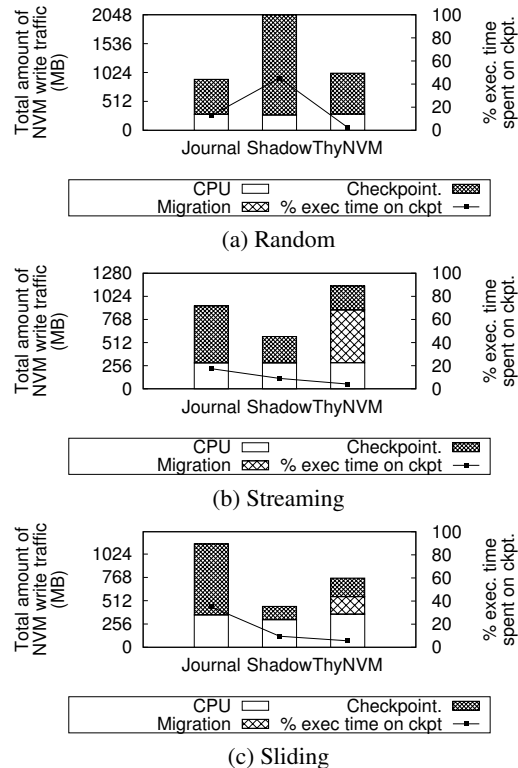 Total amount of
NVM write traffic
(MB)
2048
1536
1024
512
0
100
80
60
40
20
0
% exec. time
spent on ckpt.
Journal Shadow ThyNVM
CPU Checkpoint.
Migration % exec time on ckpt
(a) Random
Total amount of
NVM write traffic
(MB)
1280
1024
768
512
256
0
100
80
60
40
20
0
% exec. time
spent on ckpt.
Journal Shadow ThyNVM
CPU Checkpoint.
Migration % exec time on ckpt
(b) Streaming
Total amount of
NVM write traffic
(MB)
1024
768
512
256
0
100
80
60
40
20
0
% exec. time
spent on ckpt.
Journal Shadow ThyNVM
CPU Checkpoint.
Migration % exec time on ckpt
(c) Sliding